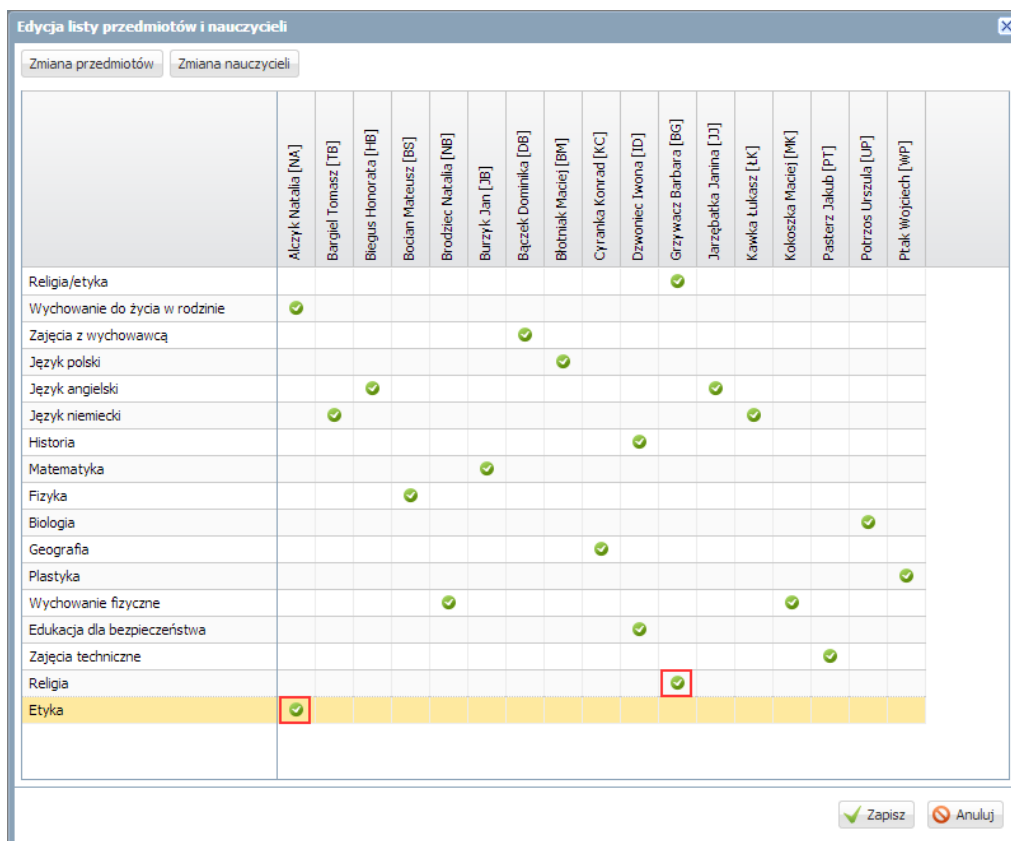 Edycja listy przedmiotów i nauczycieli
Zmiana przedmiotów Zmiana nauczycieli
Alczyk Natalia [NA]
Bargiel Tomasz [TB]
Biegus Honorata [HB]
Bocian Mateusz [BS]
Brodziec Natalia [NB]
Burzyk Jan [JB]
Bączek Dominika [DB]
Błotniak Maciej [BM]
Cyranka Konrad [KC]
Dzwoniec Iwona [ID]
Grzywacz Barbara [BG]
Jarzębatka Janina [JJ]
Kawka Łukasz [ŁK]
Kokoszka Maciej [MK]
Pasterz Jakub [PT]
Potrzos Urszula [UP]
Ptak Wojciech [WP]
Religia/etyka
Wychowanie do życia w rodzinie
Zajęcia z wychowawcą
Język polski
Język angielski
Język niemiecki
Historia
Matematyka
Fizyka
Biologia
Geografia
Plastyka
Wychowanie fizyczne
Edukacja dla bezpieczeństwa
Zajęcia techniczne
Religia
Etyka
Zapisz Anuluj